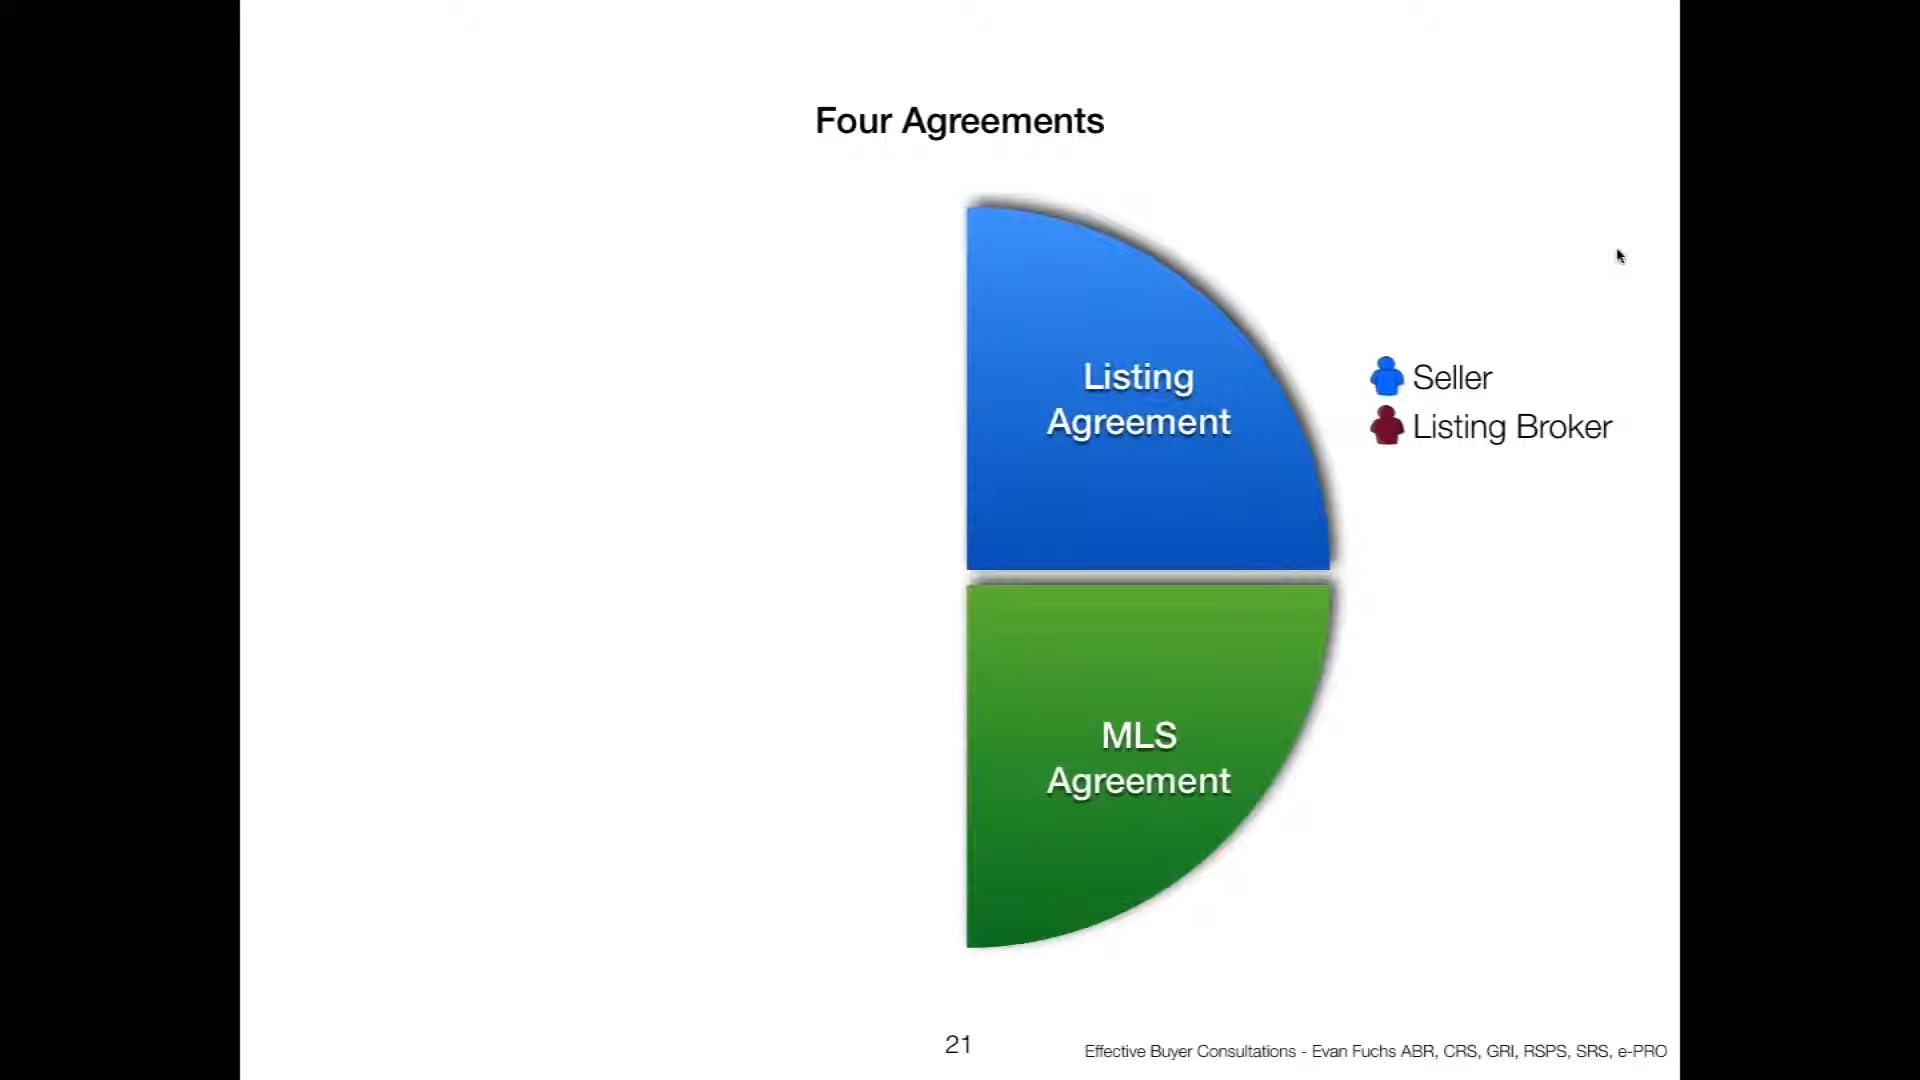 Four Agreements
Listing
Agreement
Seller
Listing Broker
MLS
Agreement
21
Effective Buyer Consultations - Evan Fuchs ABR, CRS, GRI, RSPS, SRS, e-PRO